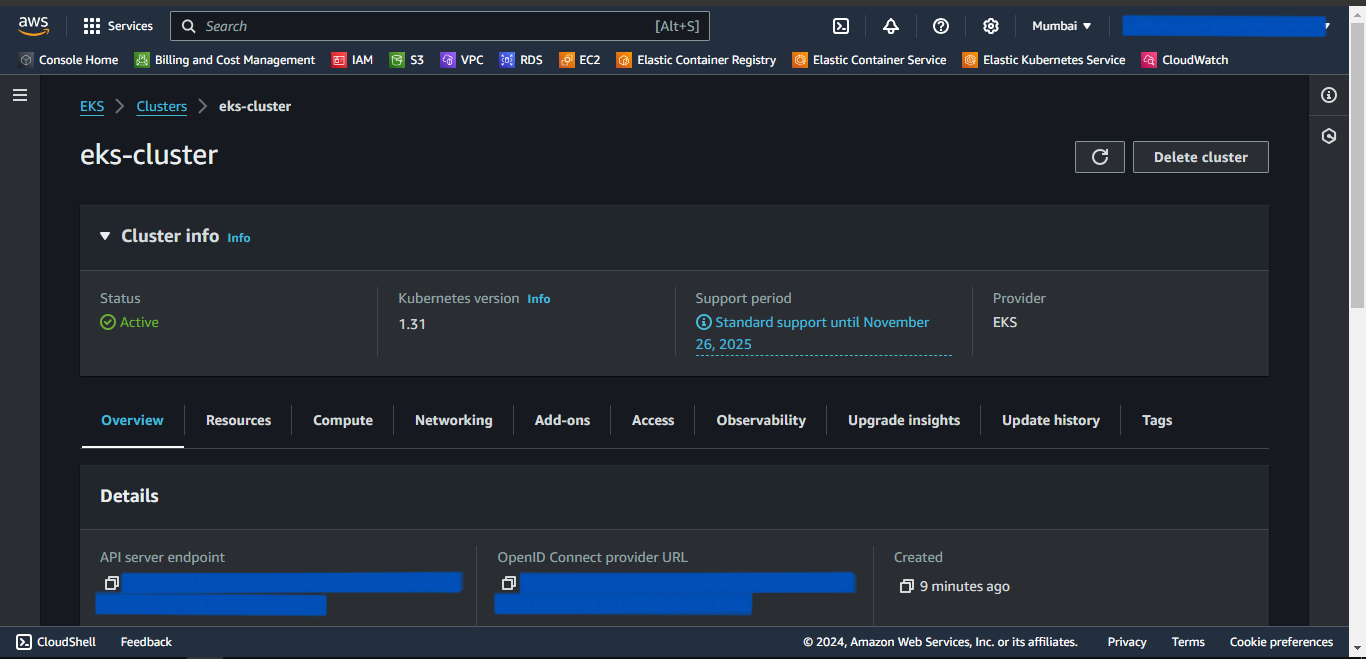 aws
Services
Search
[Alt+S]
Mumbai
Console Home
Billing and Cost Management
IAM
S3
VPC
RDS
EC2
Elastic Container Registry
Elastic Container Service
Elastic Kubernetes Service
CloudWatch
EKS
Clusters
eks-cluster
eks-cluster
Delete cluster
Cluster info Info
Status
Active
Kubernetes version Info
1.31
Support period
Standard support until November
26, 2025
Provider
EKS
Overview
Resources
Compute
Networking
Add-ons
Access
Observability
Upgrade insights
Update history
Tags
Details
API server endpoint
OpenID Connect provider URL
Created
9 minutes ago
CloudShell
Feedback
© 2024, Amazon Web Services, Inc. or its affiliates.
Privacy
Terms
Cookie preferences